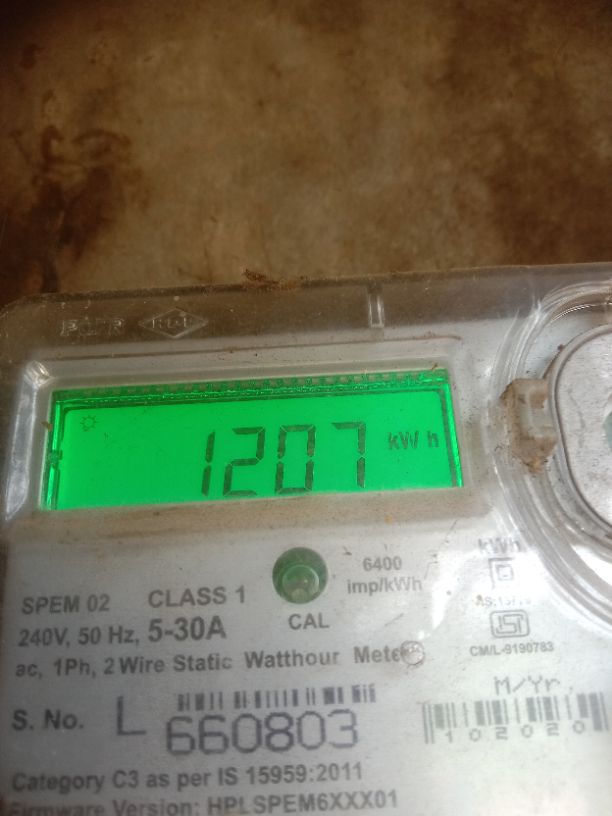 HPL
1207 kW h
6400
imp/kWh
kWh
SPEM 02 CLASS 1
CAL
240V, 50 Hz, 5-30A
CM/L-9190783
ac, 1Ph, 2 Wire Static Watthour Meter
M/Yr.
S. No. L 660803
102020
Category C3 as per IS 15959:2011
Firmware Version: HPLSPEM6XXX01